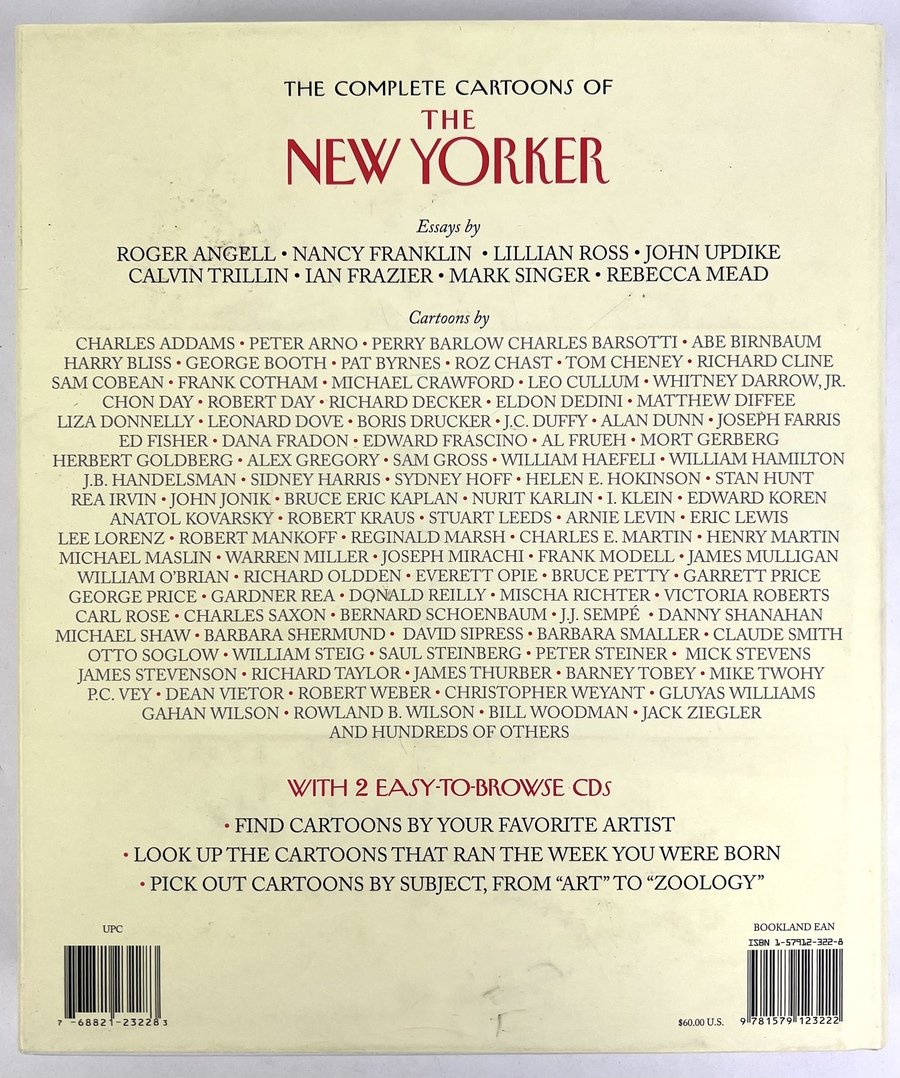 THE COMPLETE CARTOONS OF
THE
NEW YORKER
Essays by
ROGER ANGELL • NANCY FRANKLIN • LILLIAN ROSS • JOHN UPDIKE
CALVIN TRILLIN • IAN FRAZIER • MARK SINGER • REBECCA MEAD
Cartoons by
CHARLES ADDAMS • PETER ARNO • PERRY BARLOW CHARLES BARSOTTI • ABE BIRNBAUM
HARRY BLISS • GEORGE BOOTH • PAT BYRNES • ROZ CHAST • TOM CHENEY • RICHARD CLINE
SAM COBEAN • FRANK COTHAM • MICHAEL CRAWFORD • LEO CULLUM • WHITNEY DARROW, JR.
CHON DAY • ROBERT DAY • RICHARD DECKER • ELDON DEDINI • MATTHEW DIFFEE
LIZA DONNELLY • LEONARD DOVE • BORIS DRUCKER • J.C. DUFFY • ALAN DUNN • JOSEPH FARRIS
ED FISHER • DANA FRADON • EDWARD FRASCINO • AL FRUEH • MORT GERBERG
HERBERT GOLDBERG • ALEX GREGORY • SAM GROSS • WILLIAM HAEFELI • WILLIAM HAMILTON
J.B. HANDELSMAN • SIDNEY HARRIS • SYDNEY HOFF • HELEN E. HOKINSON • STAN HUNT
REA IRVIN • JOHN JONIK • BRUCE ERIC KAPLAN • NURIT KARLIN • I. KLEIN • EDWARD KOREN
ANATOL KOVARSKY • ROBERT KRAUS • STUART LEEDS • ARNIE LEVIN • ERIC LEWIS
LEE LORENZ • ROBERT MANKOFF • REGINALD MARSH • CHARLES E. MARTIN • HENRY MARTIN
MICHAEL MASLIN • WARREN MILLER • JOSEPH MIRACHI • FRANK MODELL • JAMES MULLIGAN
WILLIAM O'BRIAN • RICHARD OLDDEN • EVERETT OPIE • BRUCE PETTY • GARRETT PRICE
GEORGE PRICE • GARDNER REA • DONALD REILLY • MISCHA RICHTER • VICTORIA ROBERTS
CARL ROSE • CHARLES SAXON • BERNARD SCHOENBAUM • J.J. SEMPÉ • DANNY SHANAHAN
MICHAEL SHAW • BARBARA SHERMUND • DAVID SIPRESS • BARBARA SMALLER • CLAUDE SMITH
OTTO SOGLOW • WILLIAM STEIG • SAUL STEINBERG • PETER STEINER • MICK STEVENS
JAMES STEVENSON • RICHARD TAYLOR • JAMES THURBER • BARNEY TOBEY • MIKE TWOHY
P.C. VEY • DEAN VIETOR • ROBERT WEBER • CHRISTOPHER WEYANT • GLUYAS WILLIAMS
GAHAN WILSON • ROWLAND B. WILSON • BILL WOODMAN • JACK ZIEGLER
AND HUNDREDS OF OTHERS
WITH 2 EASY-TO-BROWSE CDs
• FIND CARTOONS BY YOUR FAVORITE ARTIST
• LOOK UP THE CARTOONS THAT RAN THE WEEK YOU WERE BORN
• PICK OUT CARTOONS BY SUBJECT, FROM “ART” TO “ZOOLOGY”
UPC
7 -68821-23228 3
BOOKLAND EAN
ISBN 1-57912-322-8
$60.00 U.S.
9 781579 123222